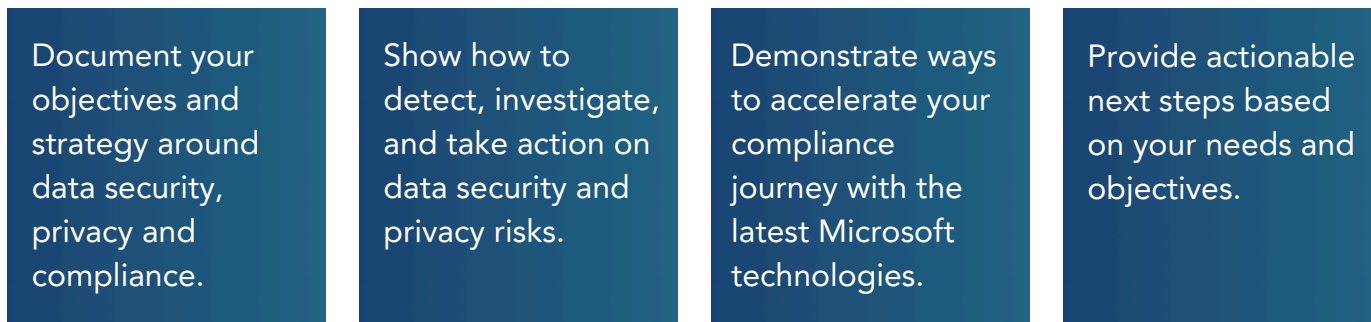 Document your
objectives and
strategy around
data security,
privacy and
compliance.
Show how to
detect, investigate,
and take action on
data security and
privacy risks.
Demonstrate ways
to accelerate your
compliance
journey with the
latest Microsoft
technologies.
Provide actionable
next steps based
on your needs and
objectives.